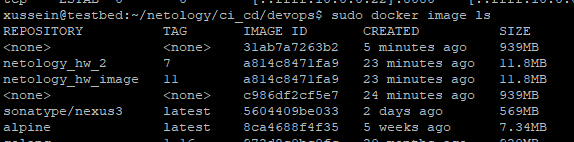 xussein@testbed:~/netology/ci_cd/devops$ sudo docker image ls
REPOSITORY TAG IMAGE ID CREATED SIZE
<none> <none> 31ab7a7263b2 5 minutes ago 939MB
netology_hw_2 7 a814c8471fa9 23 minutes ago 11.8MB
netology_hw_image 11 a814c8471fa9 23 minutes ago 11.8MB
<none> <none> c986df2cf5e7 24 minutes ago 939MB
sonatype/nexus3 latest 5604409be033 2 days ago 569MB
alpine latest 8ca4688f4f35 5 weeks ago 7.34MB